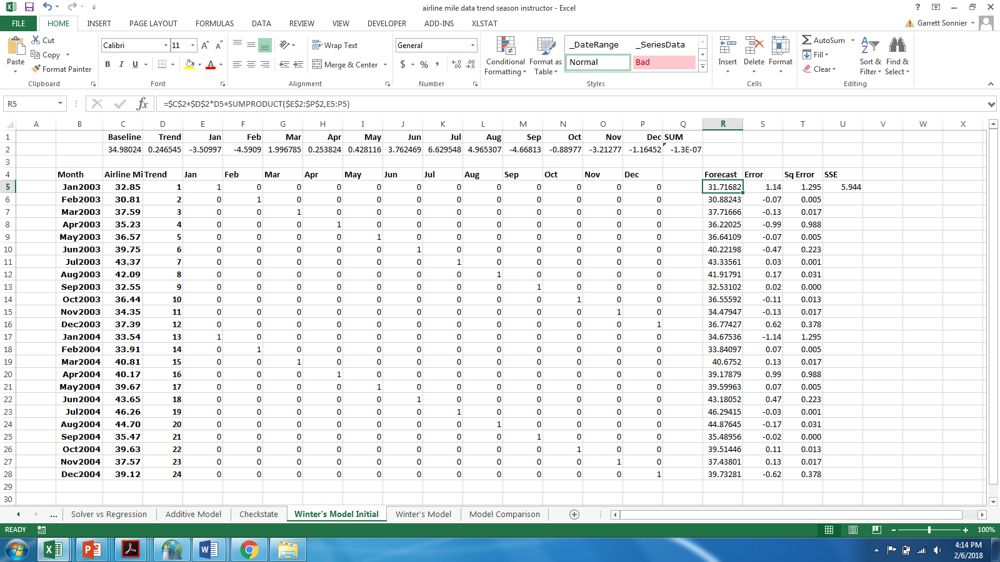 airline mile data trend season instructor - Excel
FILE HOME INSERT PAGE LAYOUT FORMULAS DATA REVIEW VIEW DEVELOPER ADD-INS XLSTAT Garrett Sonnier
Paste Cut Copy Format Painter Clipboard
Calibri 11 B I U Font
Wrap Text Merge & Center Alignment
General $ % , Number
Conditional Formatting Format as Table _DateRange _SeriesData Normal Bad Styles
Insert Delete Format Cells
AutoSum Fill Clear Sort & Filter Find & Select Editing
R5 fx =$C$2+$D$2*D5+SUMPRODUCT($E$2:$P$2,E5:P5)
A B C D E F G H I J K L M N O P Q R S T U V W X
1 Baseline Trend Jan Feb Mar Apr May Jun Jul Aug Sep Oct Nov Dec SUM
2 34.98024 0.246545 -3.50997 -4.5909 1.996785 0.253824 0.428116 3.762469 6.629548 4.965307 -4.66813 -0.88977 -3.21277 -1.16452 -1.3E-07
3
4 Month Airline Mi Trend Jan Feb Mar Apr May Jun Jul Aug Sep Oct Nov Dec Forecast Error Sq Error SSE
5 Jan2003 32.85 1 1 0 0 0 0 0 0 0 0 0 0 0 31.71682 1.14 1.295 5.944
6 Feb2003 30.81 2 0 1 0 0 0 0 0 0 0 0 0 0 30.88243 -0.07 0.005
7 Mar2003 37.59 3 0 0 1 0 0 0 0 0 0 0 0 0 37.71666 -0.13 0.017
8 Apr2003 35.23 4 0 0 0 1 0 0 0 0 0 0 0 0 36.22025 -0.99 0.988
9 May2003 36.57 5 0 0 0 0 1 0 0 0 0 0 0 0 36.64109 -0.07 0.005
10 Jun2003 39.75 6 0 0 0 0 0 1 0 0 0 0 0 0 40.22198 -0.47 0.223
11 Jul2003 43.37 7 0 0 0 0 0 0 1 0 0 0 0 0 43.33561 0.03 0.001
12 Aug2003 42.09 8 0 0 0 0 0 0 0 1 0 0 0 0 41.91791 0.17 0.031
13 Sep2003 32.55 9 0 0 0 0 0 0 0 0 1 0 0 0 32.53102 0.02 0.000
14 Oct2003 36.44 10 0 0 0 0 0 0 0 0 0 1 0 0 36.55592 -0.11 0.013
15 Nov2003 34.35 11 0 0 0 0 0 0 0 0 0 0 1 0 34.47947 -0.13 0.017
16 Dec2003 37.39 12 0 0 0 0 0 0 0 0 0 0 0 1 36.77427 0.62 0.378
17 Jan2004 33.54 13 1 0 0 0 0 0 0 0 0 0 0 0 34.67536 -1.14 1.295
18 Feb2004 33.91 14 0 1 0 0 0 0 0 0 0 0 0 0 33.84097 0.07 0.005
19 Mar2004 40.81 15 0 0 1 0 0 0 0 0 0 0 0 0 40.6752 0.13 0.017
20 Apr2004 40.17 16 0 0 0 1 0 0 0 0 0 0 0 0 39.17879 0.99 0.988
21 May2004 39.67 17 0 0 0 0 1 0 0 0 0 0 0 0 39.59963 0.07 0.005
22 Jun2004 43.65 18 0 0 0 0 0 1 0 0 0 0 0 0 43.18052 0.47 0.223
23 Jul2004 46.26 19 0 0 0 0 0 0 1 0 0 0 0 0 46.29415 -0.03 0.001
24 Aug2004 44.70 20 0 0 0 0 0 0 0 1 0 0 0 0 44.87645 -0.17 0.031
25 Sep2004 35.47 21 0 0 0 0 0 0 0 0 1 0 0 0 35.48956 -0.02 0.000
26 Oct2004 39.63 22 0 0 0 0 0 0 0 0 0 1 0 0 39.51446 0.11 0.013
27 Nov2004 37.57 23 0 0 0 0 0 0 0 0 0 0 1 0 37.43801 0.13 0.017
28 Dec2004 39.12 24 0 0 0 0 0 0 0 0 0 0 0 1 39.73281 -0.62 0.378
29
30
... Solver vs Regression Additive Model Checkstate Winter's Model Initial Winter's Model Model Comparison
READY 100%
4:14 PM
2/6/2018